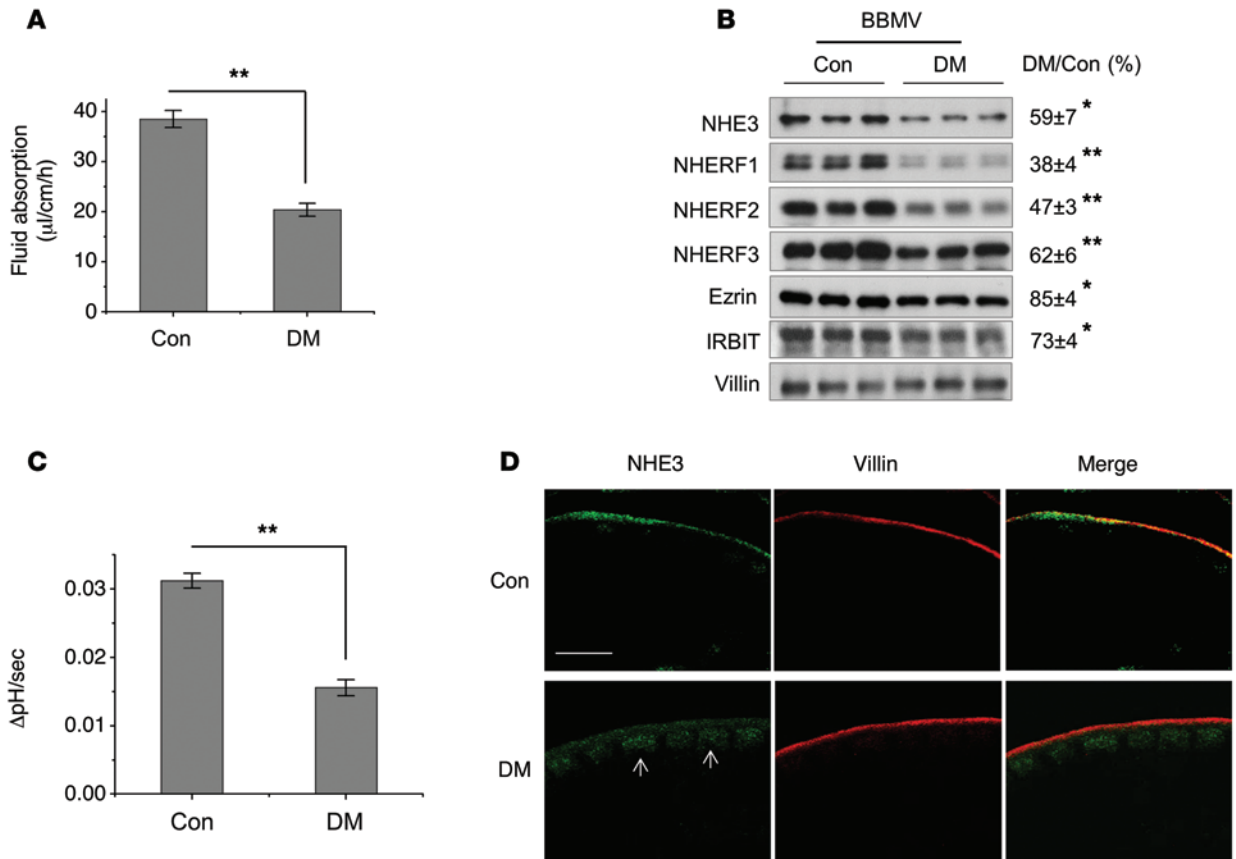 A
**
Fluid absorption
(µl/cm/h)
40
30
20
10
0
Con DM
B
BBMV
Con DM DM/Con (%)
NHE3 59±7 *
NHERF1 38±4 **
NHERF2 47±3 **
NHERF3 62±6 **
Ezrin 85±4 *
IRBIT 73±4 *
Villin
C
**
ΔpH/sec
0.03
0.02
0.01
0.00
Con DM
D
NHE3 Villin Merge
Con
DM